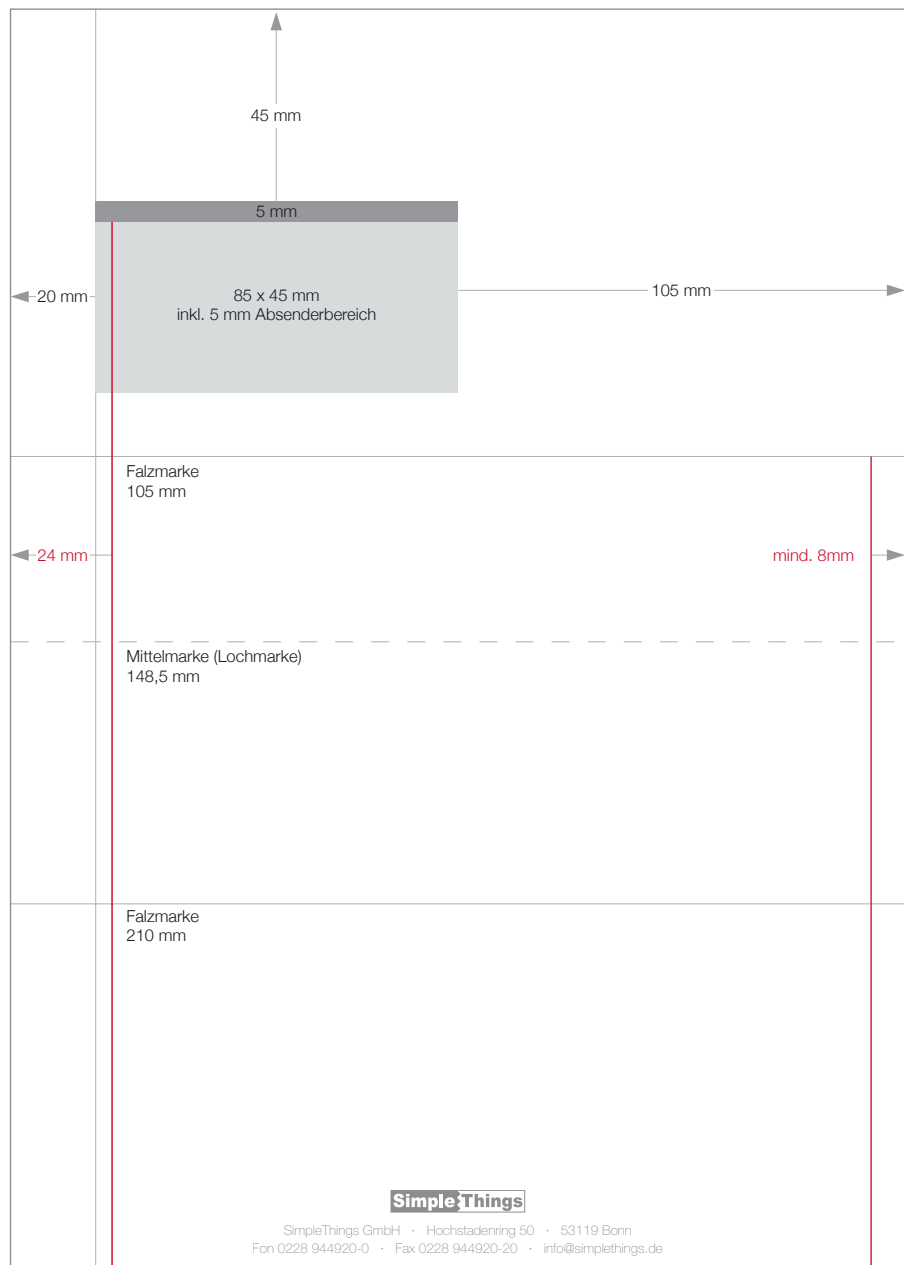 45 mm
5 mm
20 mm
85 x 45 mm
inkl. 5 mm Absenderbereich
105 mm
Falzmarke
105 mm
24 mm
mind. 8mm
Mittelmarke (Lochmarke)
148,5 mm
Falzmarke
210 mm
Simple Things
SimpleThings GmbH · Hochstadenring 50 · 53119 Bonn
Fon 0228 944920-0 · Fax 0228 944920-20 · info@simplethings.de